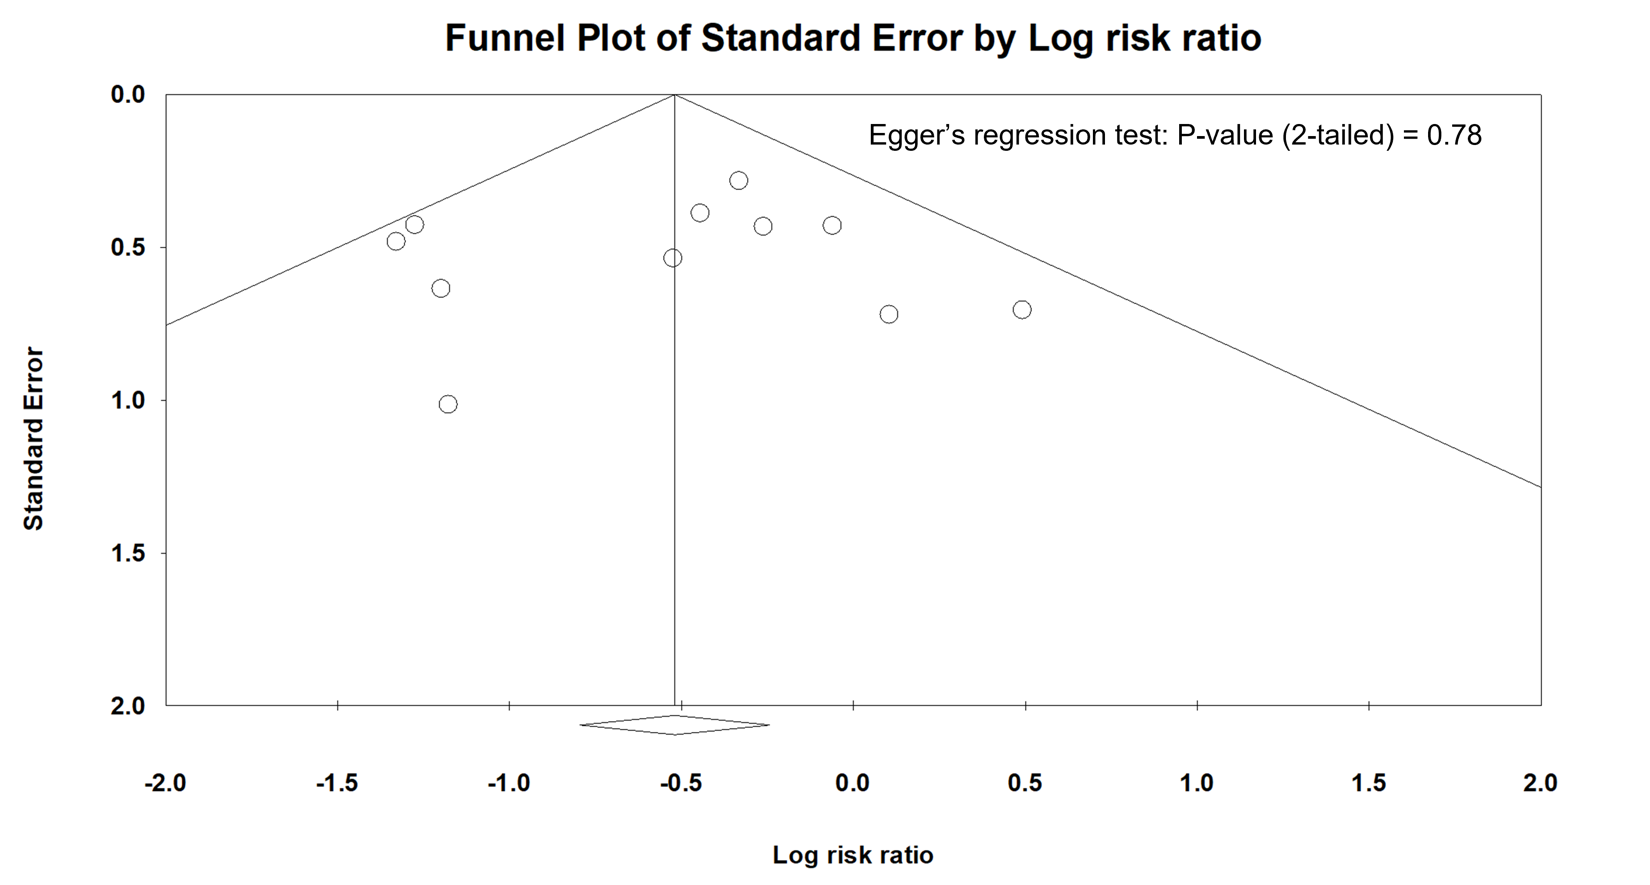 Funnel Plot of Standard Error by Log risk ratio
0.0
Egger’s regression test: P-value (2-tailed) = 0.78
0.5
1.0
1.5
2.0
Standard Error
-2.0 -1.5 -1.0 -0.5 0.0 0.5 1.0 1.5 2.0
Log risk ratio